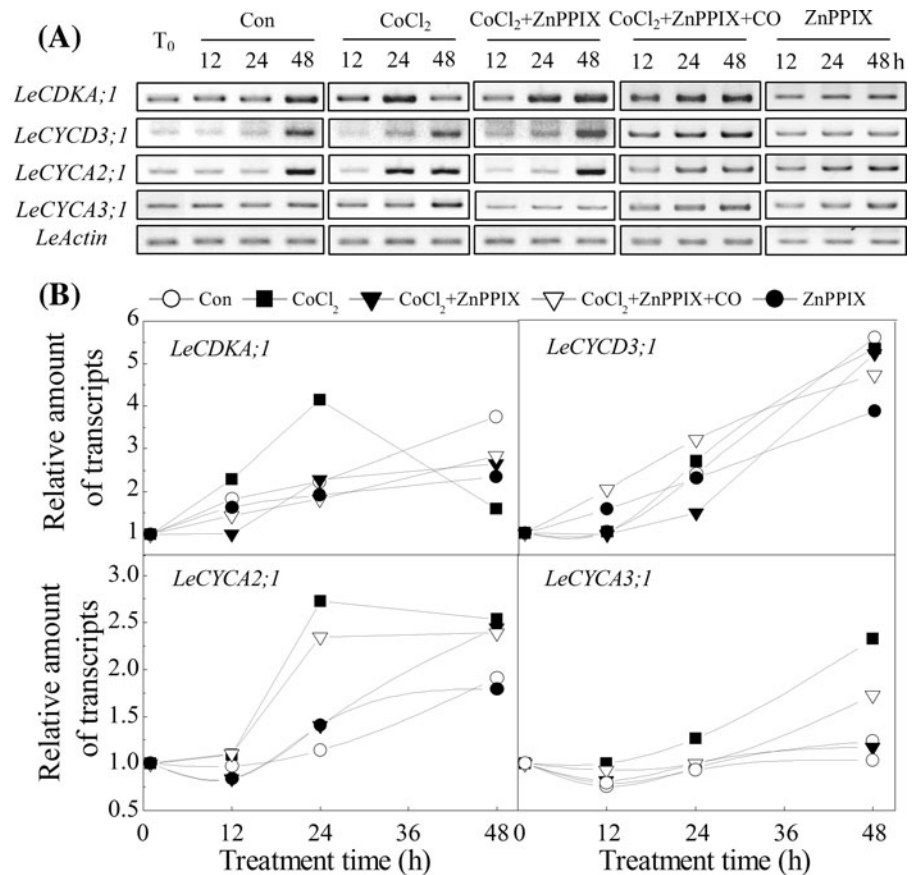 (A)
T₀ Con CoCl₂ CoCl₂+ZnPPIX CoCl₂+ZnPPIX+CO ZnPPIX
12 24 48 12 24 48 12 24 48 12 24 48 12 24 48 h
LeCDKA;1
LeCYCD3;1
LeCYCA2;1
LeCYCA3;1
LeActin
(B)
Con CoCl₂ CoCl₂+ZnPPIX CoCl₂+ZnPPIX+CO ZnPPIX
Relative amount of transcripts
6
5
4
3
2
1
LeCDKA;1
LeCYCD3;1
Relative amount of transcripts
3.0
2.5
2.0
1.5
1.0
0.5
LeCYCA2;1
LeCYCA3;1
0 12 24 36 48 0 12 24 36 48
Treatment time (h) Treatment time (h)